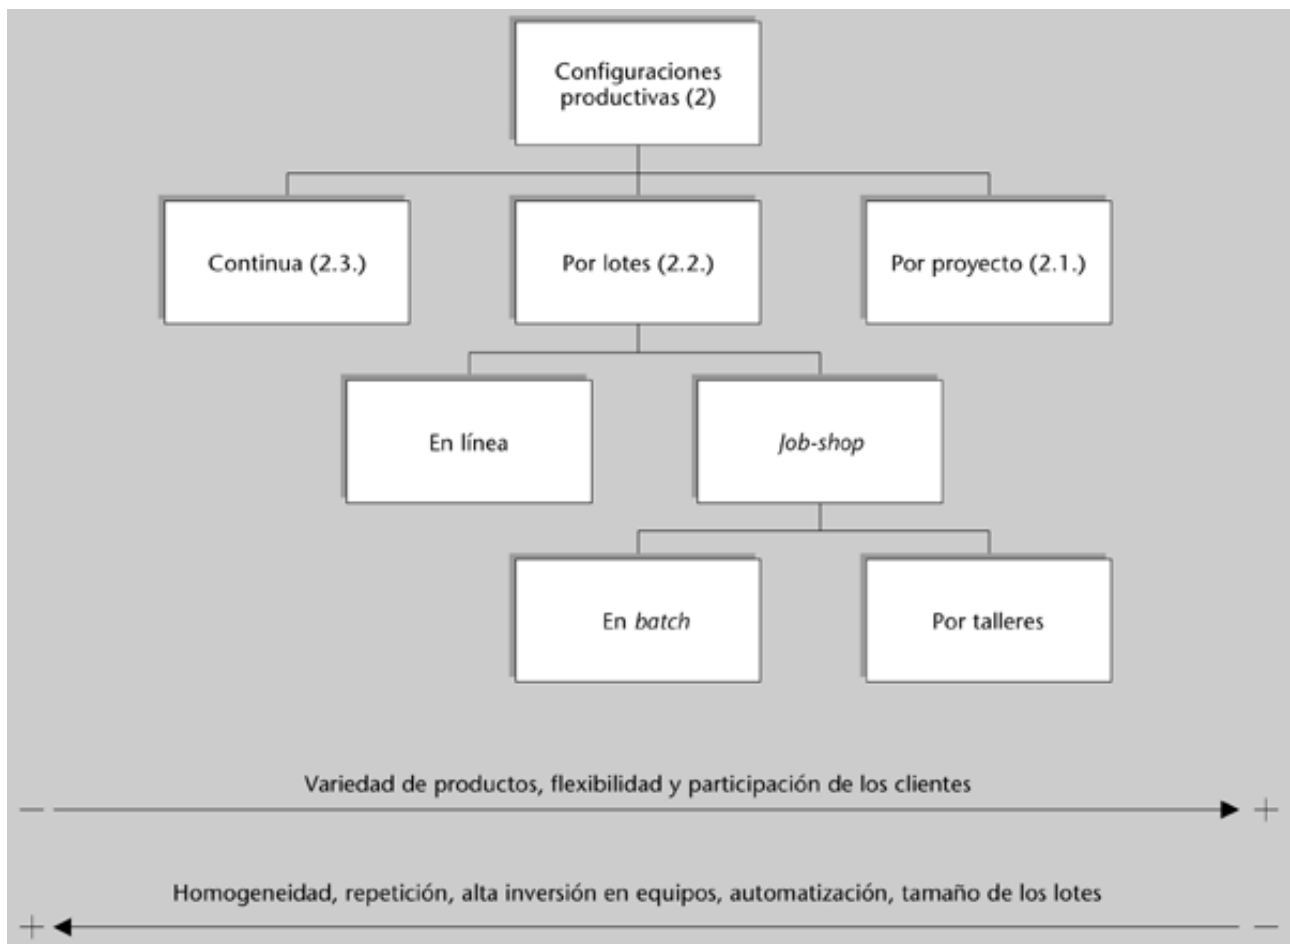 Configuraciones
productivas (2)
Continua (2.3.)
Por lotes (2.2.)
Por proyecto (2.1.)
En línea
Job-shop
En batch
Por talleres
Variedad de productos, flexibilidad y participación de los clientes
− +
Homogeneidad, repetición, alta inversión en equipos, automatización, tamaño de los lotes
+ −